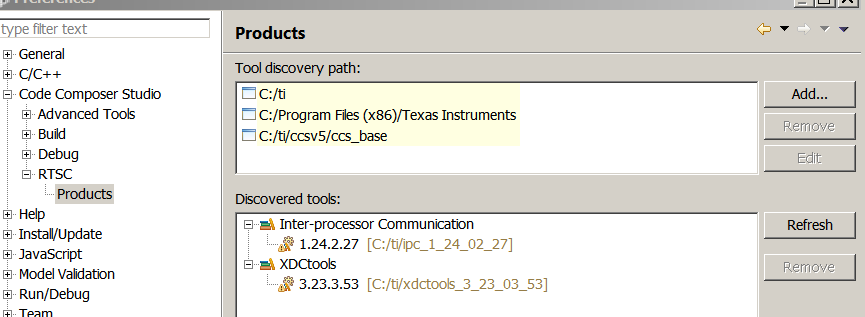 Preferences
type filter text
General
C/C++
Code Composer Studio
Advanced Tools
Build
Debug
RTSC
Products
Help
Install/Update
JavaScript
Model Validation
Run/Debug
Team
Products
Tool discovery path:
C:/ti
C:/Program Files (x86)/Texas Instruments
C:/ti/ccsv5/ccs_base
Add...
Remove
Edit
Discovered tools:
Inter-processor Communication
1.24.2.27 [C:/ti/ipc_1_24_02_27]
XDCtools
3.23.3.53 [C:/ti/xdctools_3_23_03_53]
Refresh
Remove